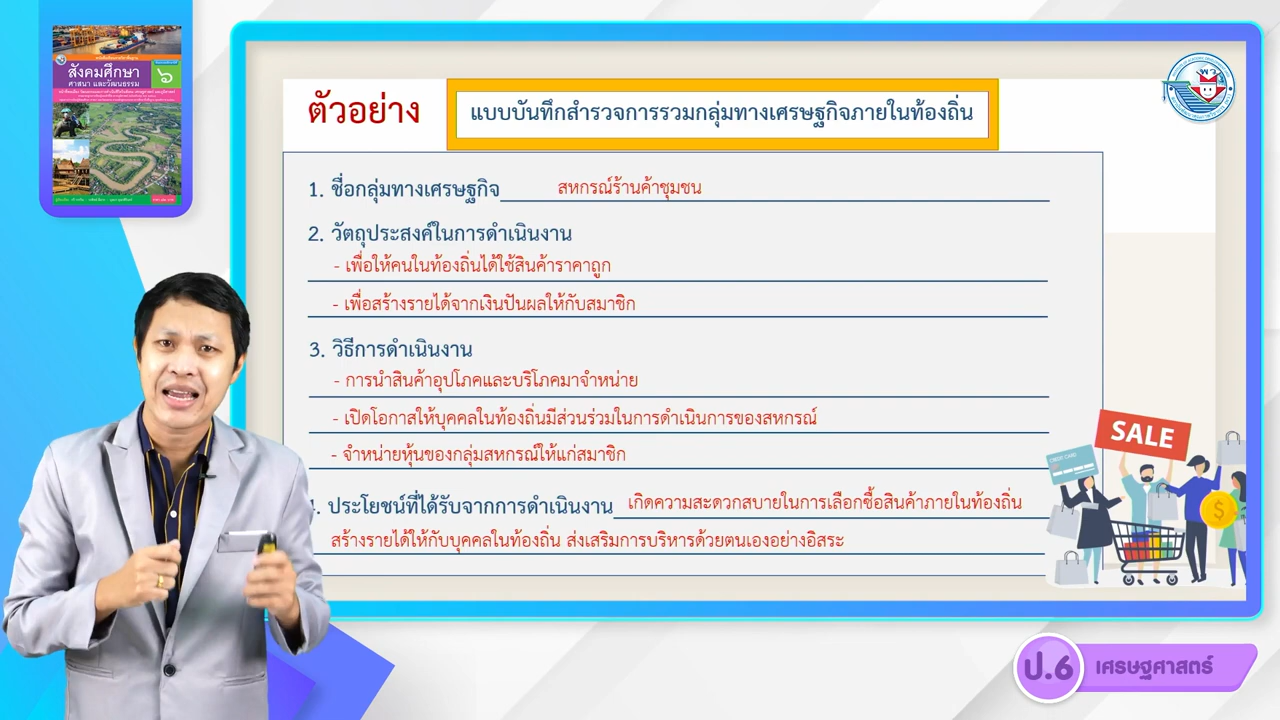 สังคมศึกษา
ศาสนา และวัฒนธรรม
๖
ตัวอย่าง
แบบบันทึกสำรวจการรวมกลุ่มทางเศรษฐกิจภายในท้องถิ่น
1. ชื่อกลุ่มทางเศรษฐกิจ สหกรณ์ร้านค้าชุมชน
2. วัตถุประสงค์ในการดำเนินงาน
- เพื่อให้คนในท้องถิ่นได้ใช้สินค้าราคาถูก
- เพื่อสร้างรายได้จากเงินปันผลให้กับสมาชิก
3. วิธีการดำเนินงาน
- การนำสินค้าอุปโภคและบริโภคมาจำหน่าย
- เปิดโอกาสให้บุคคลในท้องถิ่นมีส่วนร่วมในการดำเนินการของสหกรณ์
- จำหน่ายหุ้นของกลุ่มสหกรณ์ให้แก่สมาชิก
4. ประโยชน์ที่ได้รับจากการดำเนินงาน เกิดความสะดวกสบายในการเลือกซื้อสินค้าภายในท้องถิ่น
สร้างรายได้ให้กับบุคคลในท้องถิ่น ส่งเสริมการบริหารด้วยตนเองอย่างอิสระ
SALE
CREDIT CARD
$
ป.6 เศรษฐศาสตร์